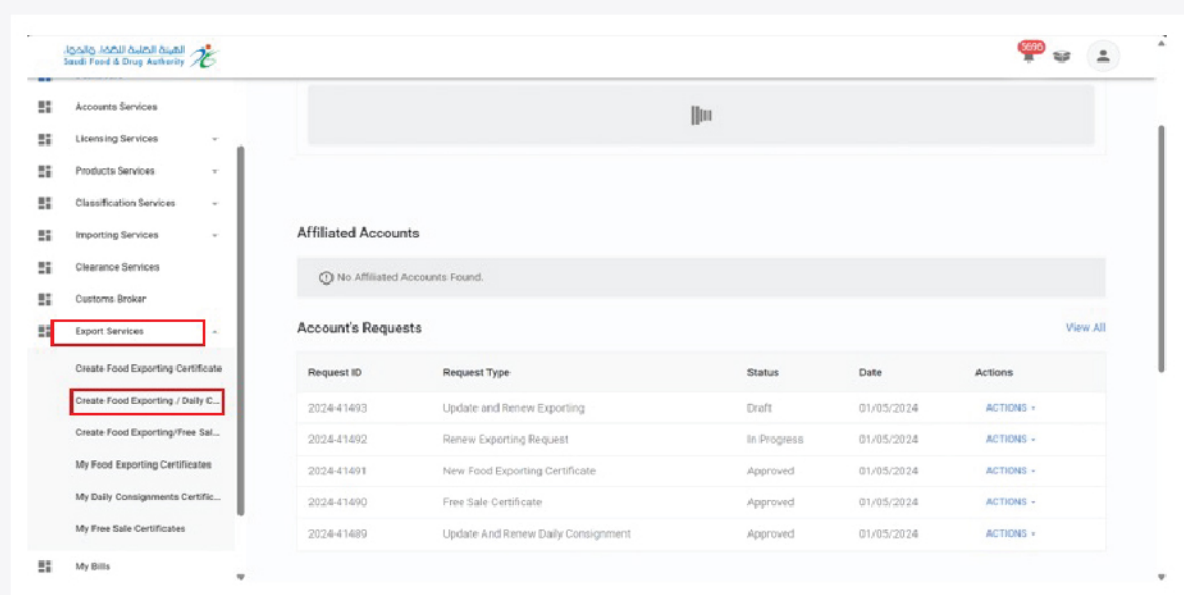 الهيئة العامة للغذاء والدواء
Saudi Food & Drug Authority
5696
Dashboard
Accounts Services
Licensing Services
Products Services
Classification Services
Importing Services
Clearance Services
Customs Broker
Export Services
Create Food Exporting Certificate
Create Food Exporting / Daily C...
Create Food Exporting/Free Sal...
My Food Exporting Certificates
My Daily Consignments Certific...
My Free Sale Certificates
My Bills
Affiliated Accounts
No Affiliated Accounts Found.
Account's Requests View All
Request ID Request Type Status Date Actions
2024-41493 Update and Renew Exporting Draft 01/05/2024 ACTIONS
2024-41492 Renew Exporting Request In Progress 01/05/2024 ACTIONS
2024-41491 New Food Exporting Certificate Approved 01/05/2024 ACTIONS
2024-41490 Free Sale Certificate Approved 01/05/2024 ACTIONS
2024-41489 Update And Renew Daily Consignment Approved 01/05/2024 ACTIONS